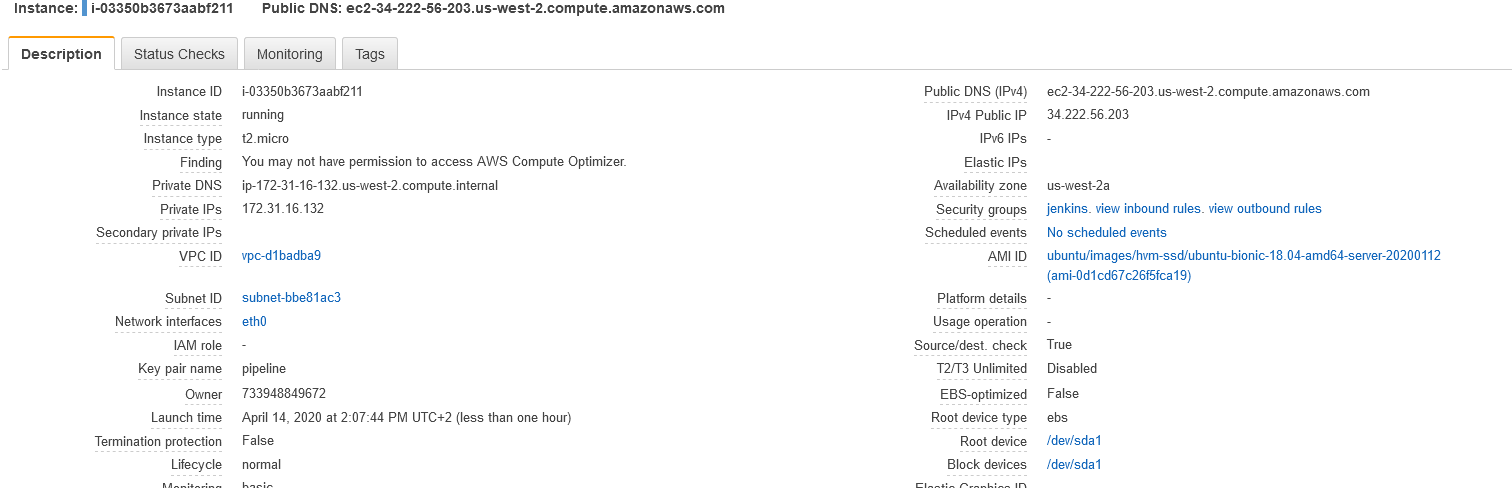 Instance: i-03350b3673aabf211 Public DNS: ec2-34-222-56-203.us-west-2.compute.amazonaws.com
Description Status Checks Monitoring Tags
Instance ID i-03350b3673aabf211 Public DNS (IPv4) ec2-34-222-56-203.us-west-2.compute.amazonaws.com
Instance state running IPv4 Public IP 34.222.56.203
Instance type t2.micro IPv6 IPs -
Finding You may not have permission to access AWS Compute Optimizer. Elastic IPs
Private DNS ip-172-31-16-132.us-west-2.compute.internal Availability zone us-west-2a
Private IPs 172.31.16.132 Security groups jenkins. view inbound rules. view outbound rules
Secondary private IPs Scheduled events No scheduled events
VPC ID vpc-d1badba9 AMI ID ubuntu/images/hvm-ssd/ubuntu-bionic-18.04-amd64-server-20200112
(ami-0d1cd67c26f5fca19)
Subnet ID subnet-bbe81ac3 Platform details -
Network interfaces eth0 Usage operation -
IAM role - Source/dest. check True
Key pair name pipeline T2/T3 Unlimited Disabled
Owner 733948849672 EBS-optimized False
Launch time April 14, 2020 at 2:07:44 PM UTC+2 (less than one hour) Root device type ebs
Termination protection False Root device /dev/sda1
Lifecycle normal Block devices /dev/sda1
Monitoring basic Elastic Graphics ID